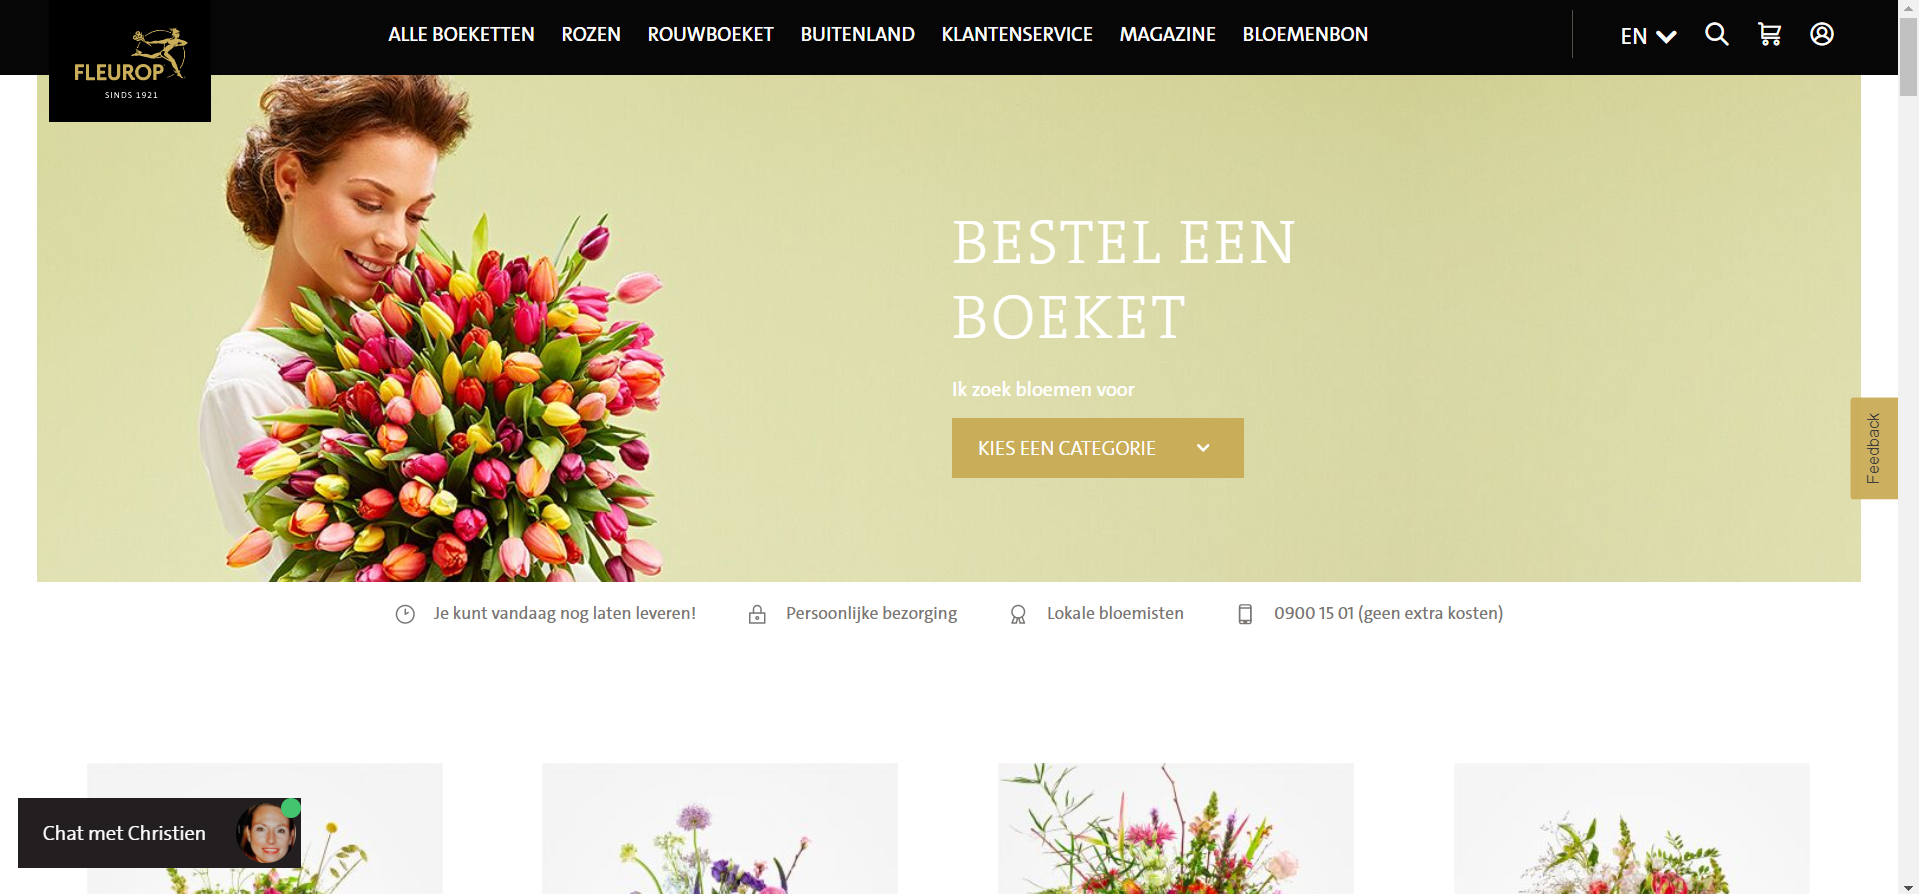 FLEUROP
SINDS 1921
ALLE BOEKETTEN ROZEN ROUWBOEKET BUITENLAND KLANTENSERVICE MAGAZINE BLOEMENBON
EN
BESTEL EEN
BOEKET
Ik zoek bloemen voor
KIES EEN CATEGORIE
Feedback
Je kunt vandaag nog laten leveren! Persoonlijke bezorging Lokale bloemisten 0900 15 01 (geen extra kosten)
Chat met Christien